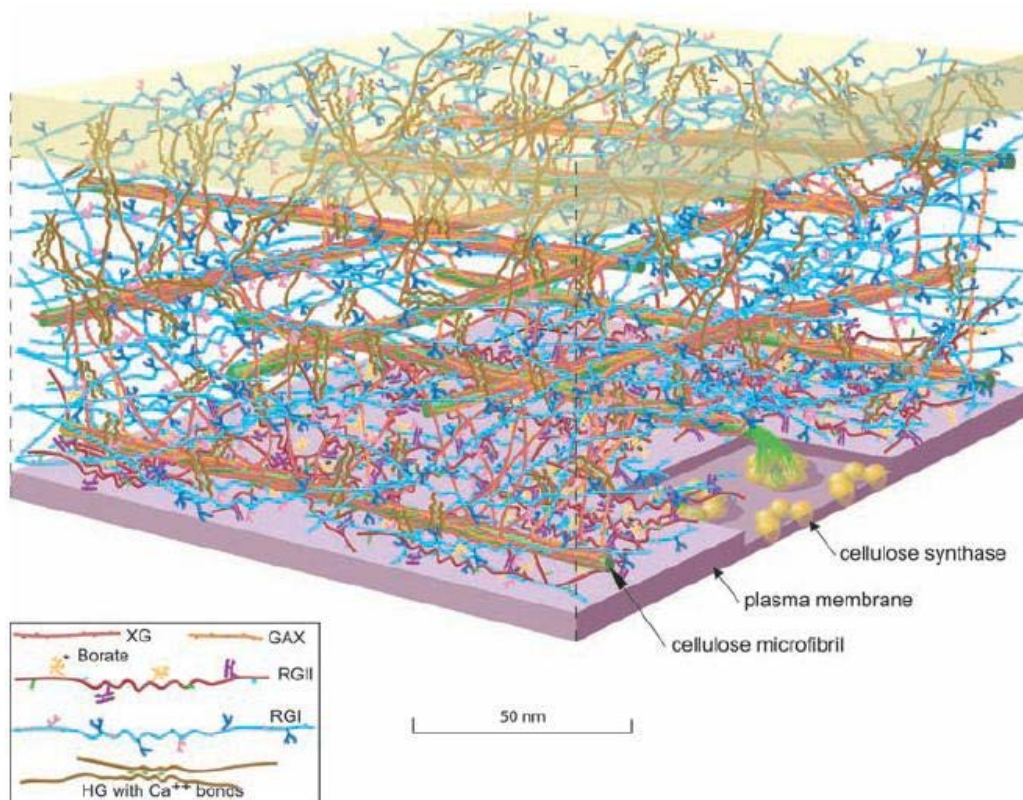 cellulose synthase
plasma membrane
cellulose microfibril
50 nm
XG GAX
Borate
RGII
RGI
HG with Ca++ bonds